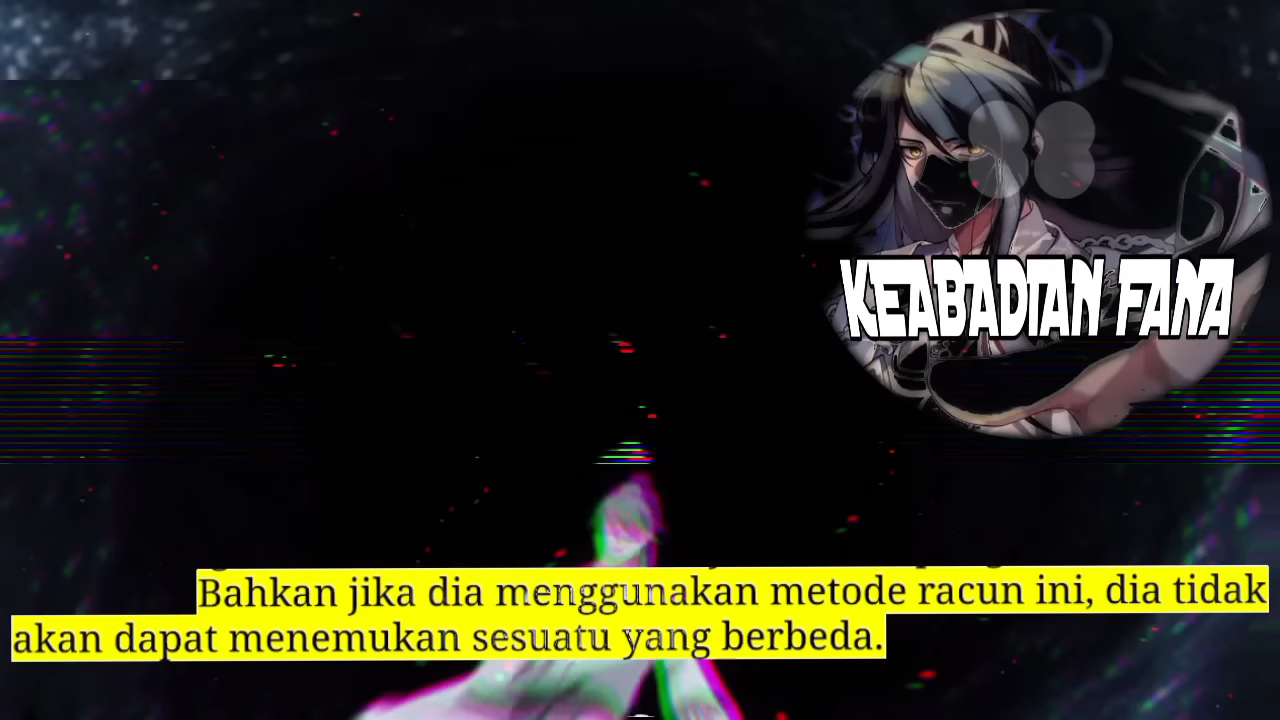 KEABADIAN FANA
Bahkan jika dia menggunakan metode racun ini, dia tidak
akan dapat menemukan sesuatu yang berbeda.